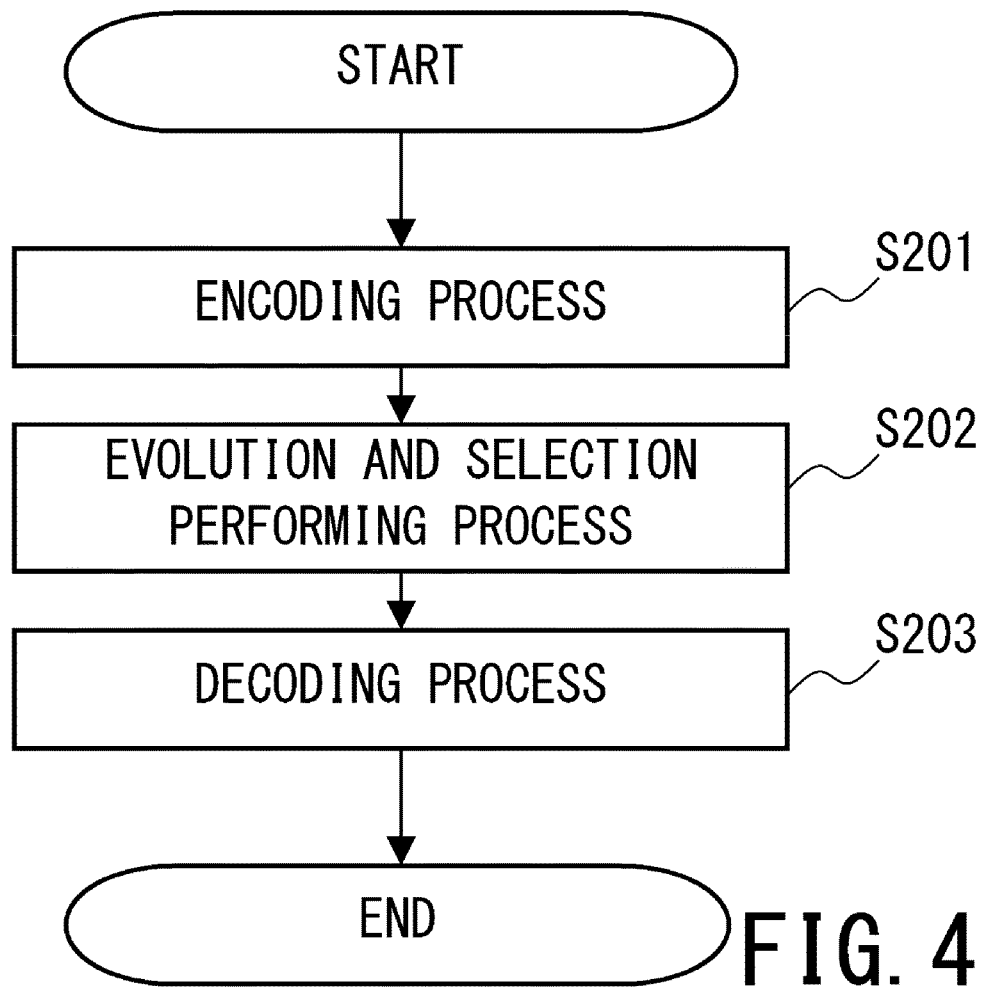 START
ENCODING PROCESS
S201
EVOLUTION AND SELECTION
PERFORMING PROCESS
S202
DECODING PROCESS
S203
END
FIG. 4